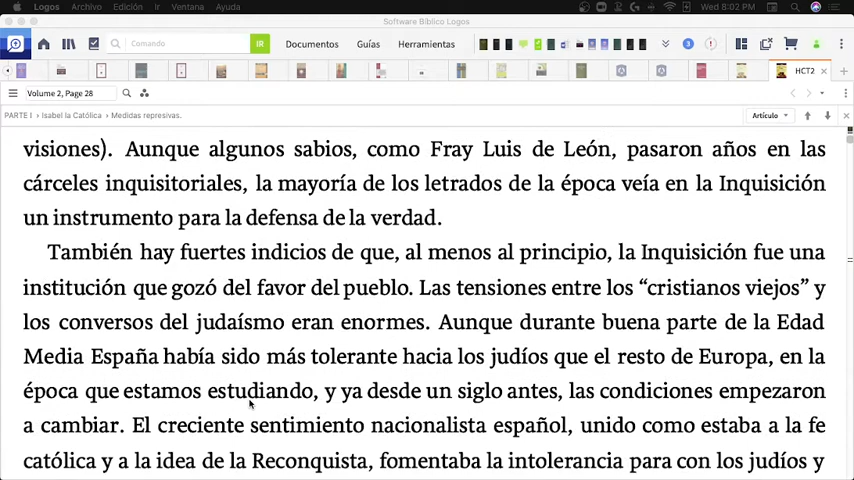 Logos Archivo Edición Ir Ventana Ayuda Wed 8:02 PM
Software Bíblico Logos
Comando IR Documentos Guías Herramientas 3
HCT2
Volume 2, Page 28
PARTE I › Isabel la Católica › Medidas represivas. Artículo
visiones). Aunque algunos sabios, como Fray Luis de León, pasaron años en las
cárceles inquisitoriales, la mayoría de los letrados de la época veía en la Inquisición
un instrumento para la defensa de la verdad.
También hay fuertes indicios de que, al menos al principio, la Inquisición fue una
institución que gozó del favor del pueblo. Las tensiones entre los “cristianos viejos” y
los conversos del judaísmo eran enormes. Aunque durante buena parte de la Edad
Media España había sido más tolerante hacia los judíos que el resto de Europa, en la
época que estamos estudiando, y ya desde un siglo antes, las condiciones empezaron
a cambiar. El creciente sentimiento nacionalista español, unido como estaba a la fe
católica y a la idea de la Reconquista, fomentaba la intolerancia para con los judíos y